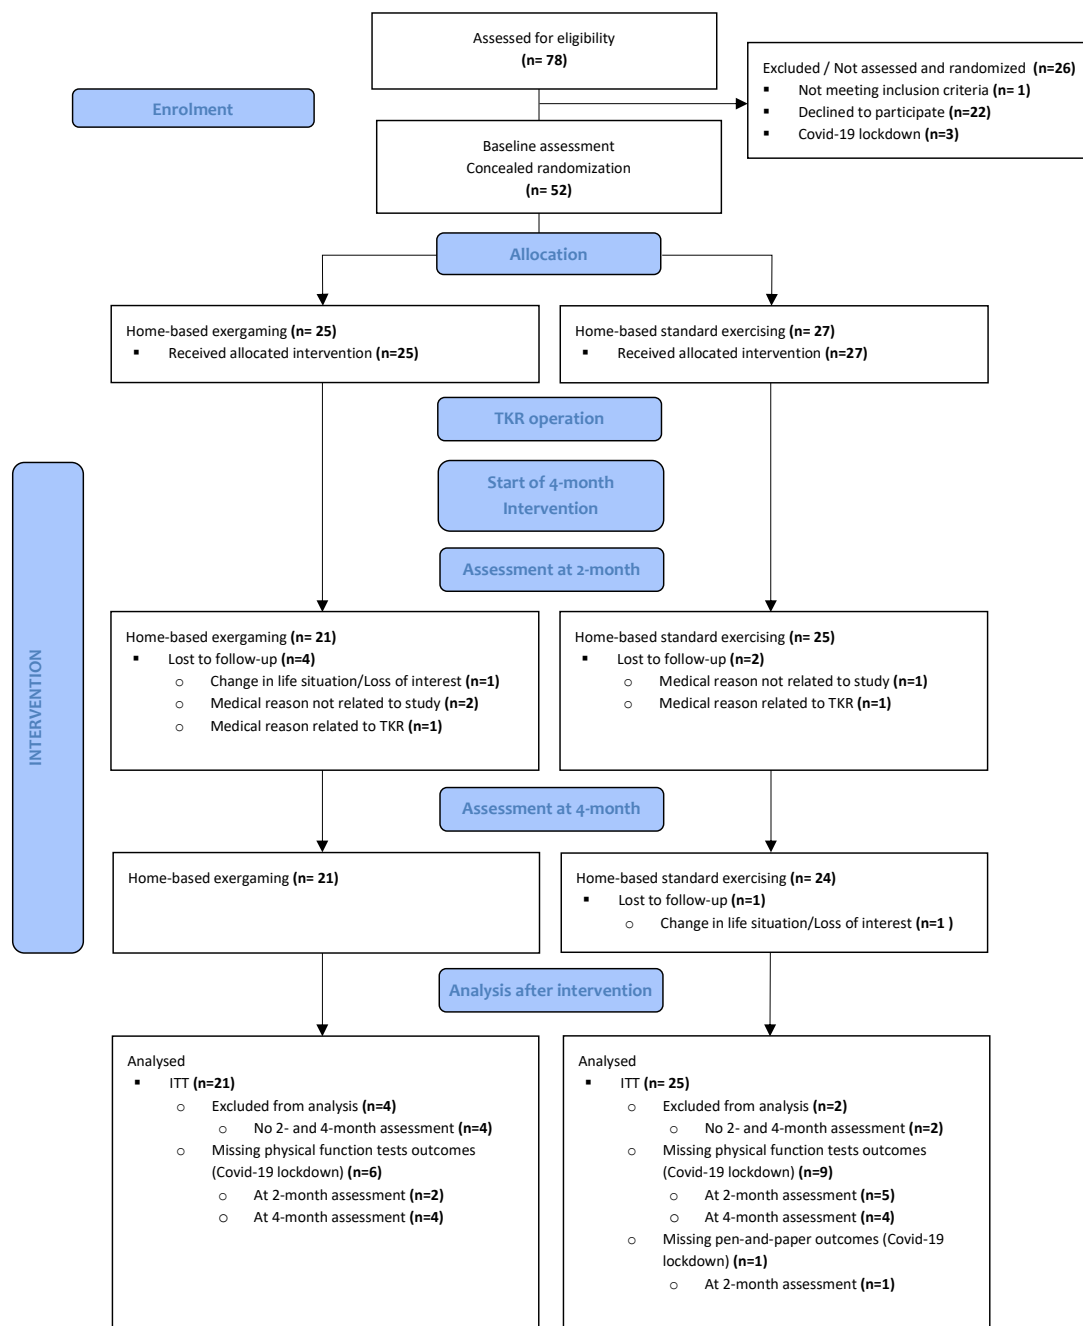 Assessed for eligibility
(n= 78)
Excluded / Not assessed and randomized (n=26)
▪ Not meeting inclusion criteria (n= 1)
▪ Declined to participate (n=22)
▪ Covid-19 lockdown (n=3)
Enrolment
Baseline assessment
Concealed randomization
(n= 52)
Allocation
Home-based exergaming (n= 25)
▪ Received allocated intervention (n=25)
Home-based standard exercising (n= 27)
▪ Received allocated intervention (n=27)
TKR operation
Start of 4-month
Intervention
Assessment at 2-month
INTERVENTION
Home-based exergaming (n= 21)
▪ Lost to follow-up (n=4)
o Change in life situation/Loss of interest (n=1)
o Medical reason not related to study (n=2)
o Medical reason related to TKR (n=1)
Home-based standard exercising (n= 25)
▪ Lost to follow-up (n=2)
o Medical reason not related to study (n=1)
o Medical reason related to TKR (n=1)
Assessment at 4-month
Home-based exergaming (n= 21)
Home-based standard exercising (n= 24)
▪ Lost to follow-up (n=1)
o Change in life situation/Loss of interest (n=1 )
Analysis after intervention
Analysed
▪ ITT (n=21)
o Excluded from analysis (n=4)
o No 2- and 4-month assessment (n=4)
o Missing physical function tests outcomes
(Covid-19 lockdown) (n=6)
o At 2-month assessment (n=2)
o At 4-month assessment (n=4)
Analysed
▪ ITT (n= 25)
o Excluded from analysis (n=2)
o No 2- and 4-month assessment (n=2)
o Missing physical function tests outcomes
(Covid-19 lockdown) (n=9)
o At 2-month assessment (n=5)
o At 4-month assessment (n=4)
o Missing pen-and-paper outcomes (Covid-19
lockdown) (n=1)
o At 2-month assessment (n=1)